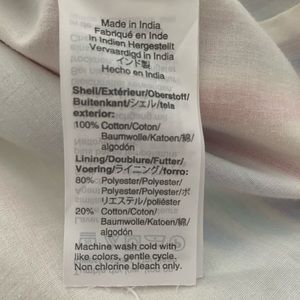 Made in India
Fabriqué en Inde
in Indien Hergestellt
Vervaardigd in India
インド製
Hecho en India
Shell/Extérieur/Oberstoff/
Buitenkant/シェル/tela
exterior:
100% Cotton/Coton/
Baumwolle/Katoen/綿/
algodón
Lining/Doublure/Futter/
Voering/ライニング/forro:
80% Polyester/Polyester/
Polyester/Polyester/ポ
リエステル/poliéster
20% Cotton/Coton/
Baumwolle/Katoen/綿/
algodón
Machine wash cold with
like colors, gentle cycle.
Non chlorine bleach only.